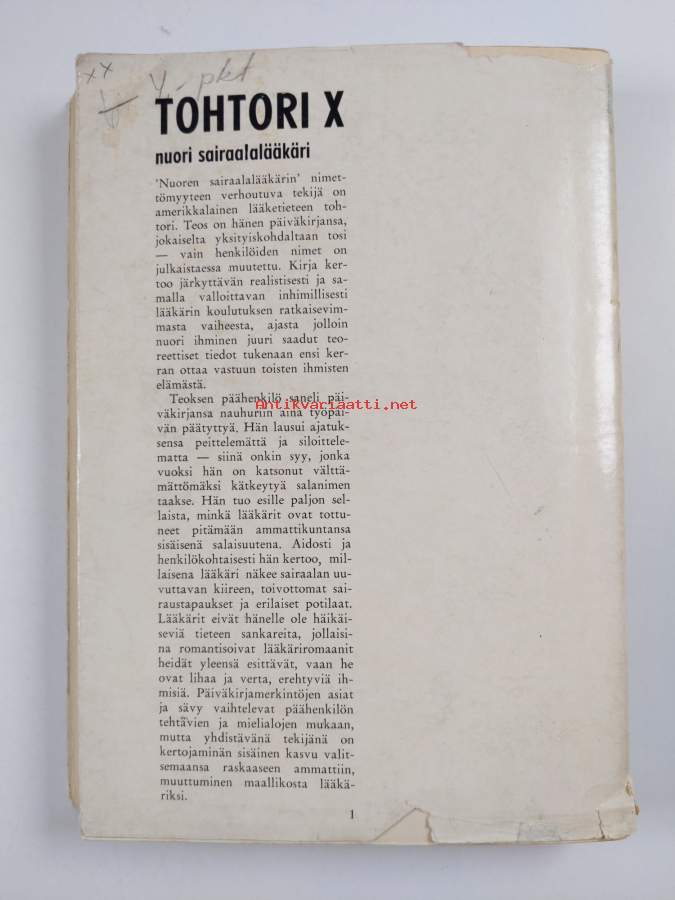 xx
4,- pkt
TOHTORI X
nuori sairaalalääkäri
'Nuoren sairaalalääkärin' nimet-
tömyyteen verhoutuva tekijä on
amerikkalainen lääketieteen toh-
tori. Teos on hänen päiväkirjansa,
jokaiselta yksityiskohdaltaan tosi
— vain henkilöiden nimet on
julkaistaessa muutettu. Kirja ker-
too järkyttävän realistisesti ja sa-
malla valloittavan inhimillisesti
lääkärin koulutuksen ratkaisevim-
masta vaiheesta, ajasta jolloin
nuori ihminen juuri saadut teo-
reettiset tiedot tukenaan ensi ker-
ran ottaa vastuun toisten ihmisten
elämästä.
Teoksen päähenkilö saneli päi-
väkirjansa nauhuriin aina työpäi-
vän päätyttyä. Hän lausui ajatuk-
sensa peittelemättä ja siloittele-
matta — siinä onkin syy, jonka
vuoksi hän on katsonut välttä-
mättömäksi kätkeytyä salanimen
taakse. Hän tuo esille paljon sel-
laista, minkä lääkärit ovat tottu-
neet pitämään ammattikuntansa
sisäisenä salaisuutena. Aidosti ja
henkilökohtaisesti hän kertoo, mil-
laisena lääkäri näkee sairaalan uu-
vuttavan kiireen, toivottomat sai-
raustapaukset ja erilaiset potilaat.
Lääkärit eivät hänelle ole häikäi-
seviä tieteen sankareita, jollaisi-
na romantisoivat lääkäriromaanit
heidät yleensä esittävät, vaan he
ovat lihaa ja verta, erehtyviä ih-
misiä. Päiväkirjamerkintöjen asiat
ja sävy vaihtelevat päähenkilön
tehtävien ja mielialojen mukaan,
mutta yhdistävänä tekijänä on
kertojaminän sisäinen kasvu valit-
semaansa raskaaseen ammattiin,
muuttuminen maallikosta lääkä-
riksi.
1
Antikvariaatti.net